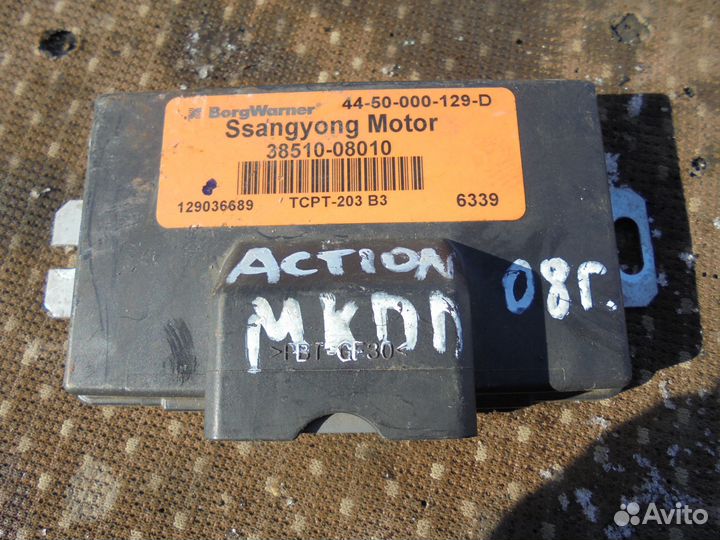 BorgWarner 44-50-000-129-D
Ssangyong Motor
38510-08010
129036689 TCPT-203 B3 6339
ACTION 08г.
МКПП
>PBT-GF30<
Avito